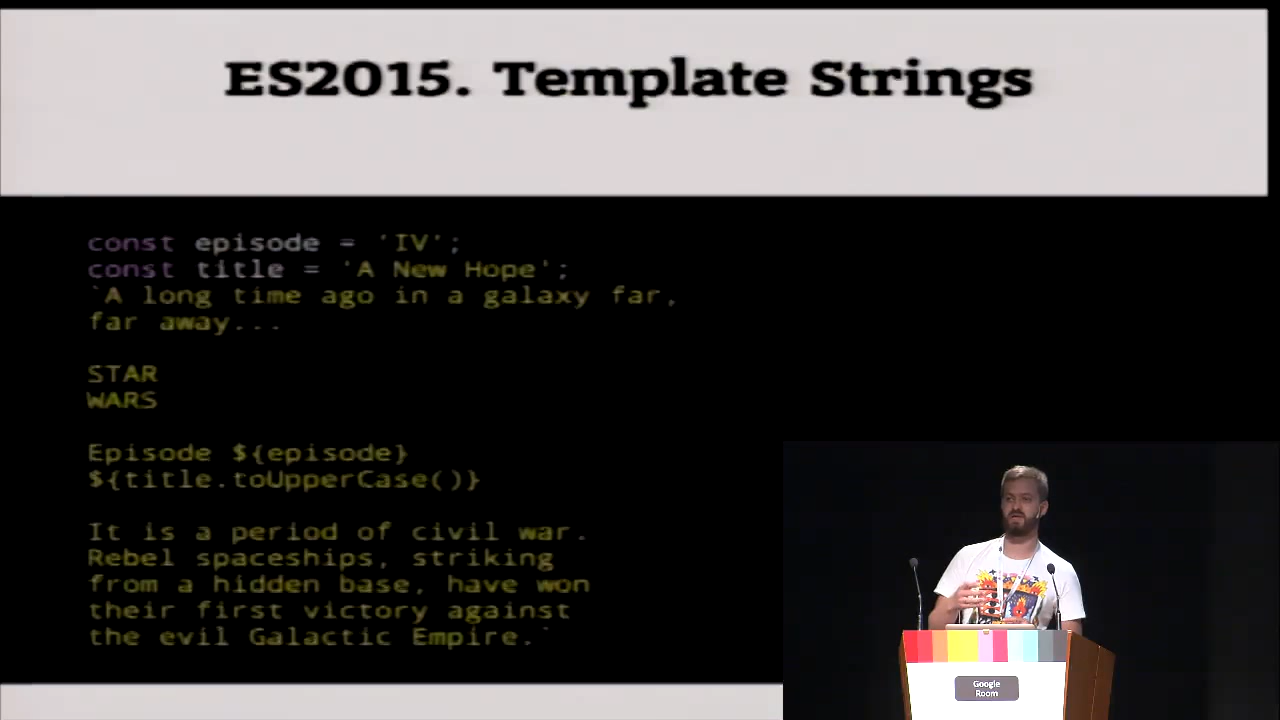 ES2015. Template Strings
const episode = 'IV';
const title = 'A New Hope';
`A long time ago in a galaxy far,
far away...
STAR
WARS
Episode ${episode}
${title.toUpperCase()}
It is a period of civil war.
Rebel spaceships, striking
from a hidden base, have won
their first victory against
the evil Galactic Empire.`
Google
Room